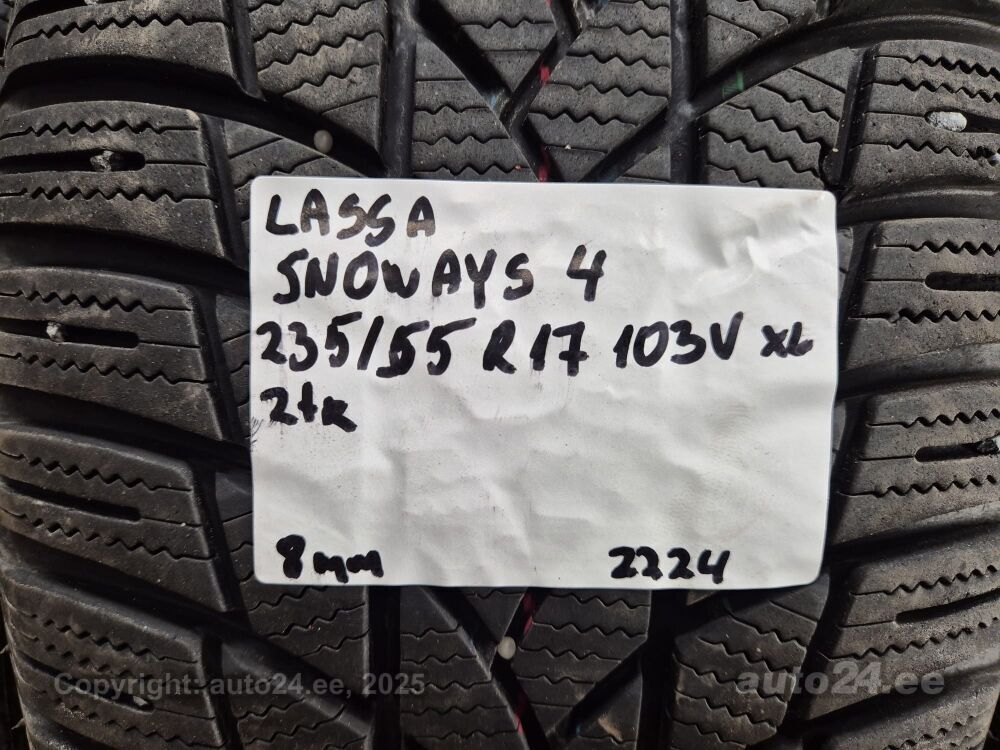 LASSA
SNOWAYS 4
235/55 R17 103V XL
2tk
8mm 2224
Copyright: auto24.ee, 2025 auto24.ee